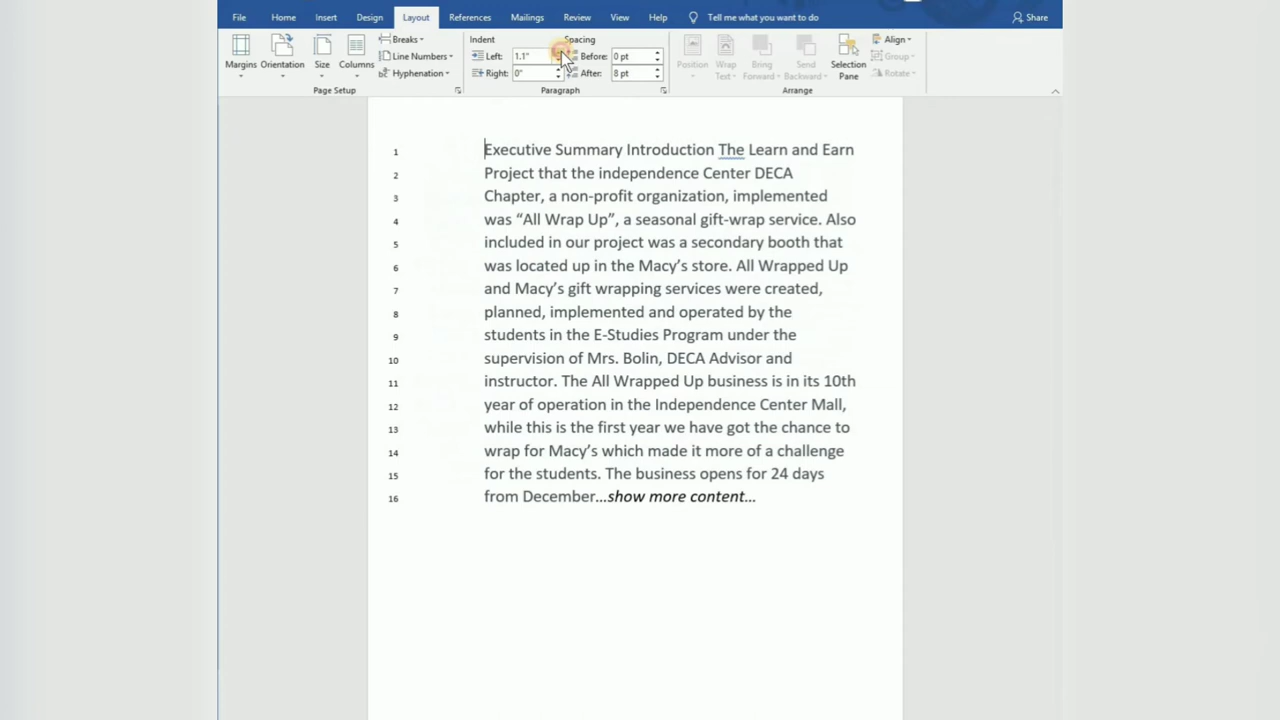 File Home Insert Design Layout References Mailings Review View Help Tell me what you want to do Share
Margins Orientation Size Columns Breaks Line Numbers Hyphenation
Page Setup
Indent Spacing
Left: 1.1" Before: 0 pt
Right: 0" After: 8 pt
Paragraph
Position Wrap Text Bring Forward Send Backward Selection Pane Align Group Rotate
Arrange
1 Executive Summary Introduction The Learn and Earn
2 Project that the independence Center DECA
3 Chapter, a non-profit organization, implemented
4 was “All Wrap Up”, a seasonal gift-wrap service. Also
5 included in our project was a secondary booth that
6 was located up in the Macy’s store. All Wrapped Up
7 and Macy’s gift wrapping services were created,
8 planned, implemented and operated by the
9 students in the E-Studies Program under the
10 supervision of Mrs. Bolin, DECA Advisor and
11 instructor. The All Wrapped Up business is in its 10th
12 year of operation in the Independence Center Mall,
13 while this is the first year we have got the chance to
14 wrap for Macy’s which made it more of a challenge
15 for the students. The business opens for 24 days
16 from December...show more content...